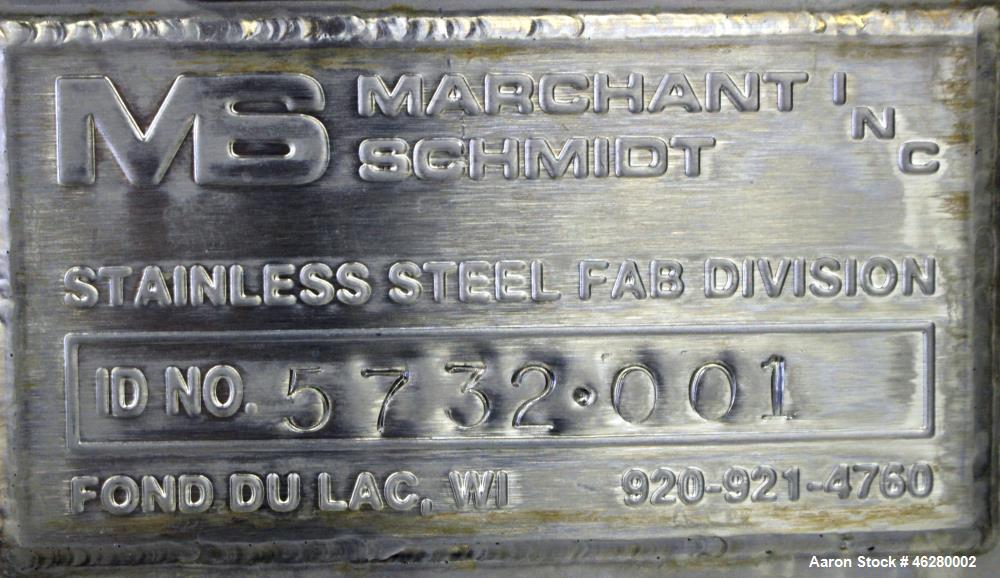 MS MARCHANT INC
SCHMIDT
STAINLESS STEEL FAB DIVISION
ID NO. 5732·001
FOND DU LAC, WI 920-921-4760
Aaron Stock # 46280002